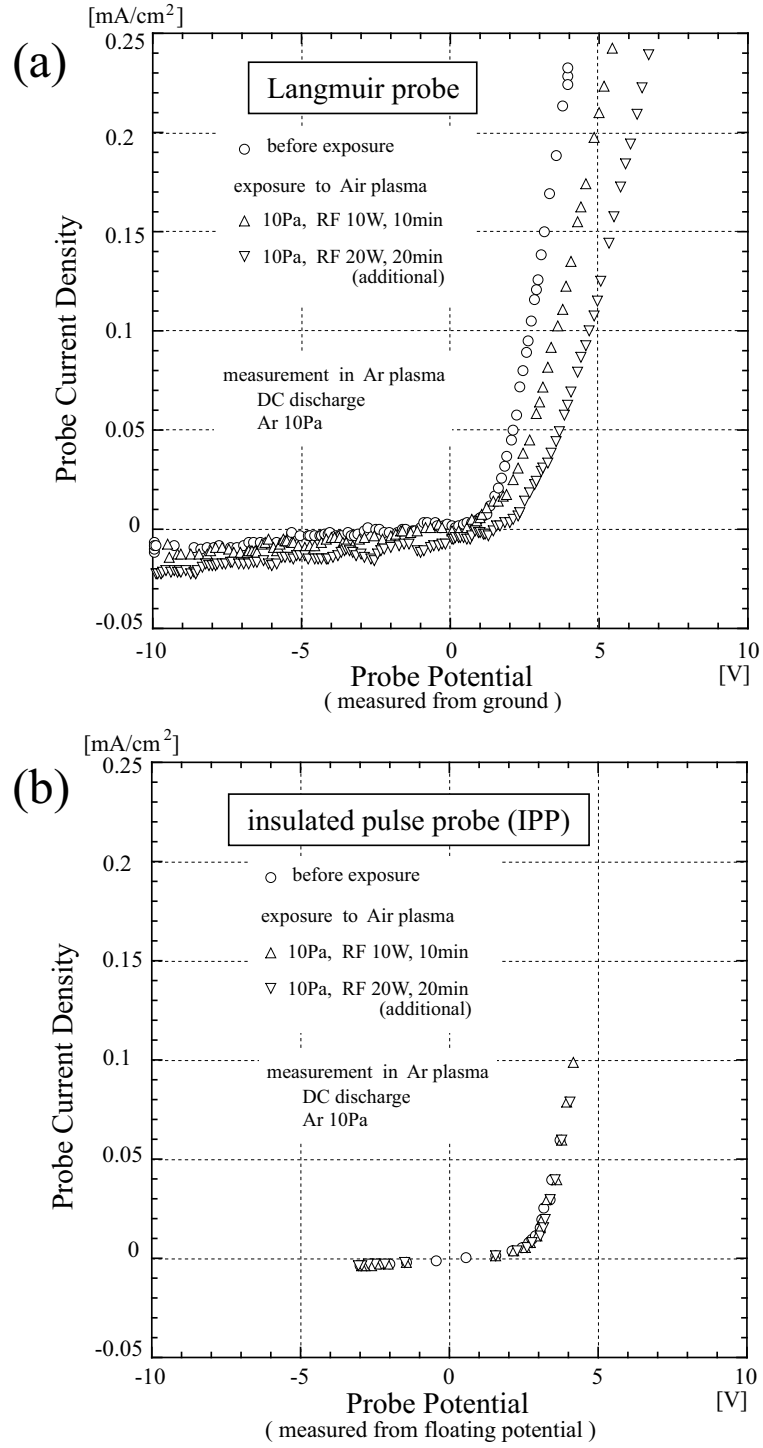 [mA/cm²]
(a)
0.25
0.2
0.15
0.1
0.05
0
-0.05
Probe Current Density
Langmuir probe
○ before exposure
exposure to Air plasma
△ 10Pa, RF 10W, 10min
▽ 10Pa, RF 20W, 20min
(additional)
measurement in Ar plasma
DC discharge
Ar 10Pa
-10 -5 0 5 10
Probe Potential [V]
( measured from ground )
[mA/cm²]
(b)
0.25
0.2
0.15
0.1
0.05
0
-0.05
Probe Current Density
insulated pulse probe (IPP)
○ before exposure
exposure to Air plasma
△ 10Pa, RF 10W, 10min
▽ 10Pa, RF 20W, 20min
(additional)
measurement in Ar plasma
DC discharge
Ar 10Pa
-10 -5 0 5 10
Probe Potential [V]
( measured from floating potential )